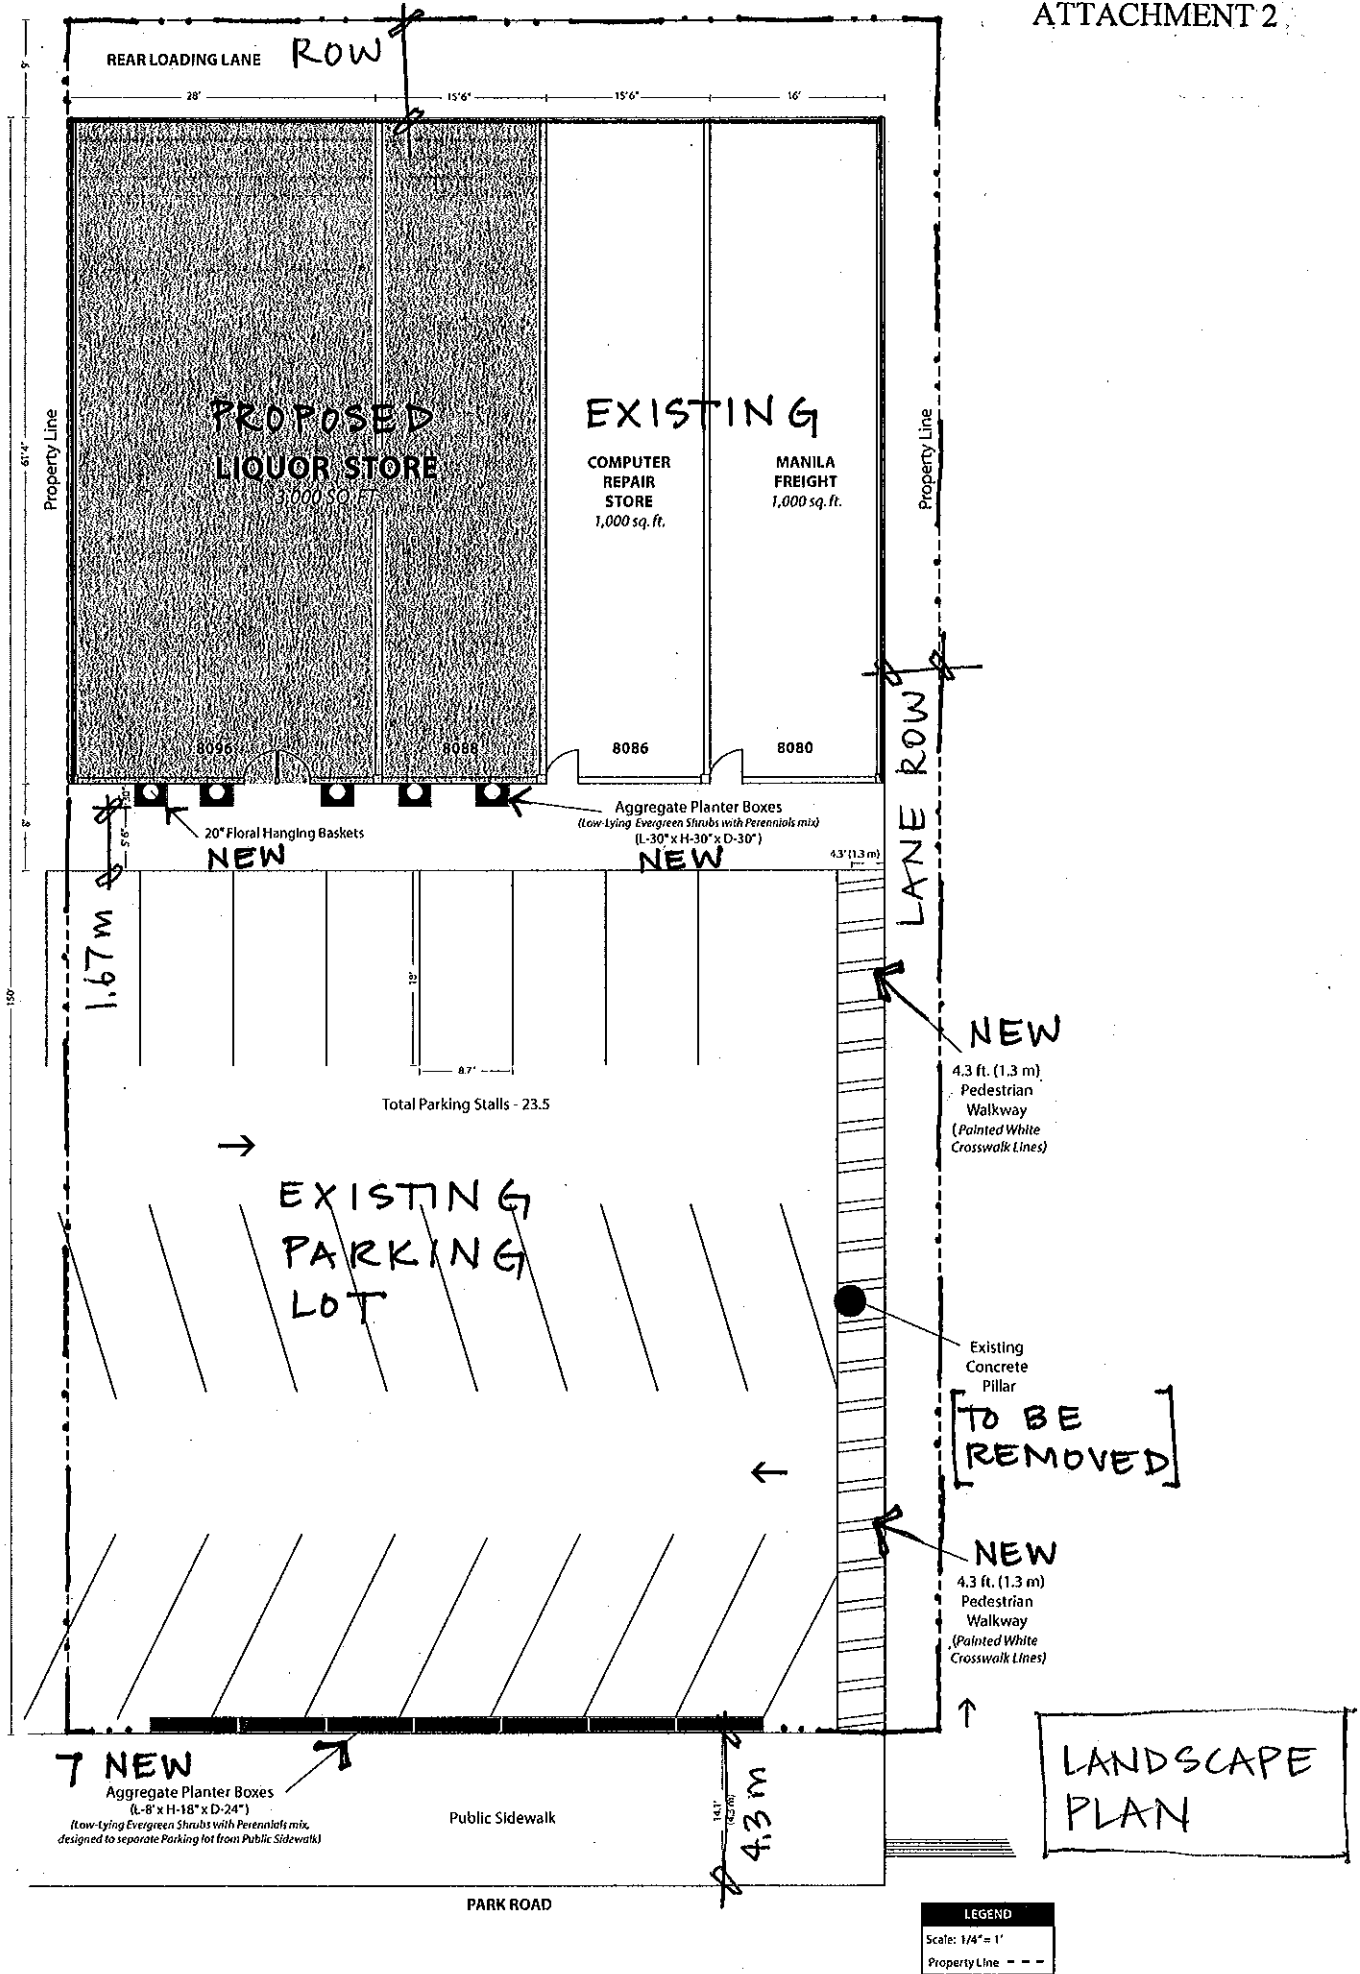 ATTACHMENT 2
REAR LOADING LANE ROW
28' 15'6" 15'6" 16'
Property Line
61'4"
PROPOSED
LIQUOR STORE
3,000 SQ. FT.
EXISTING
COMPUTER
REPAIR
STORE
1,000 sq. ft.
MANILA
FREIGHT
1,000 sq. ft.
Property Line
8096 8088 8086 8080
LANE ROW
30"
5'6"
8'
20" Floral Hanging Baskets
NEW
Aggregate Planter Boxes
(Low-Lying Evergreen Shrubs with Perennials mix)
(L-30" x H-30" x D-30")
NEW
4.3' (1.3 m)
1.67 m
150'
18'
8.7'
Total Parking Stalls - 23.5
NEW
4.3 ft. (1.3 m)
Pedestrian
Walkway
(Painted White
Crosswalk Lines)
EXISTING
PARKING
LOT
Existing
Concrete
Pillar
[TO BE
REMOVED]
NEW
4.3 ft. (1.3 m)
Pedestrian
Walkway
(Painted White
Crosswalk Lines)
7 NEW
Aggregate Planter Boxes
(L-8' x H-18" x D-24")
(Low-Lying Evergreen Shrubs with Perennials mix,
designed to separate Parking lot from Public Sidewalk)
Public Sidewalk
14.1'
(4.3 m)
4.3 m
LANDSCAPE
PLAN
PARK ROAD
LEGEND
Scale: 1/4" = 1'
Property Line - - -